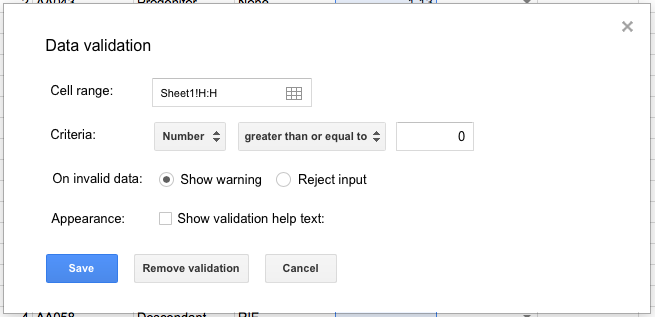 Data validation
×
Cell range: Sheet1!H:H
Criteria: Number greater than or equal to 0
On invalid data: Show warning Reject input
Appearance: Show validation help text:
Save Remove validation Cancel